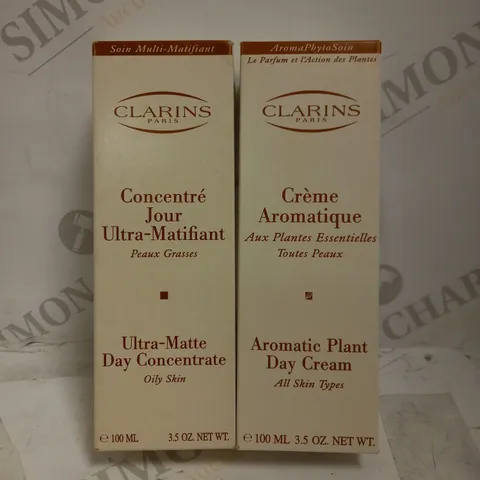 Soin Multi-Matifiant
CLARINS
PARIS
Concentré
Jour
Ultra-Matifiant
Peaux Grasses
Ultra-Matte
Day Concentrate
Oily Skin
e 100 ML 3.5 OZ. NET WT.
AromaPhytoSoin
Le Parfum et l'Action des Plantes
CLARINS
PARIS
Crème
Aromatique
Aux Plantes Essentielles
Toutes Peaux
Aromatic Plant
Day Cream
All Skin Types
e 100 ML 3.5 OZ. NET WT.
SIMON